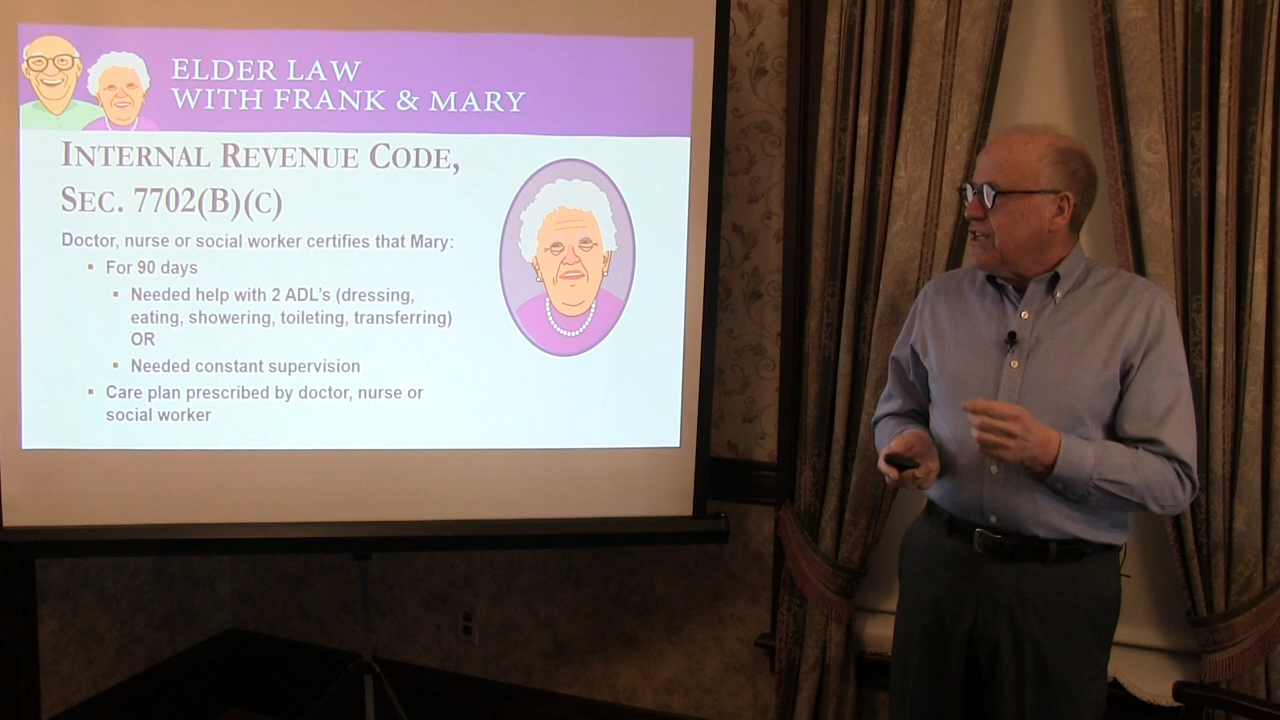 ELDER LAW
WITH FRANK & MARY
INTERNAL REVENUE CODE,
SEC. 7702(B)(C)
Doctor, nurse or social worker certifies that Mary:
▪ For 90 days
▪ Needed help with 2 ADL's (dressing,
eating, showering, toileting, transferring)
OR
▪ Needed constant supervision
▪ Care plan prescribed by doctor, nurse or
social worker